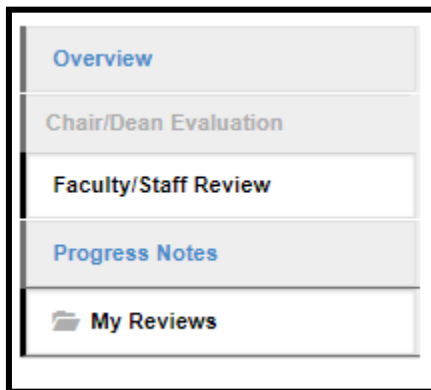 Overview
Chair/Dean Evaluation
Faculty/Staff Review
Progress Notes
My Reviews